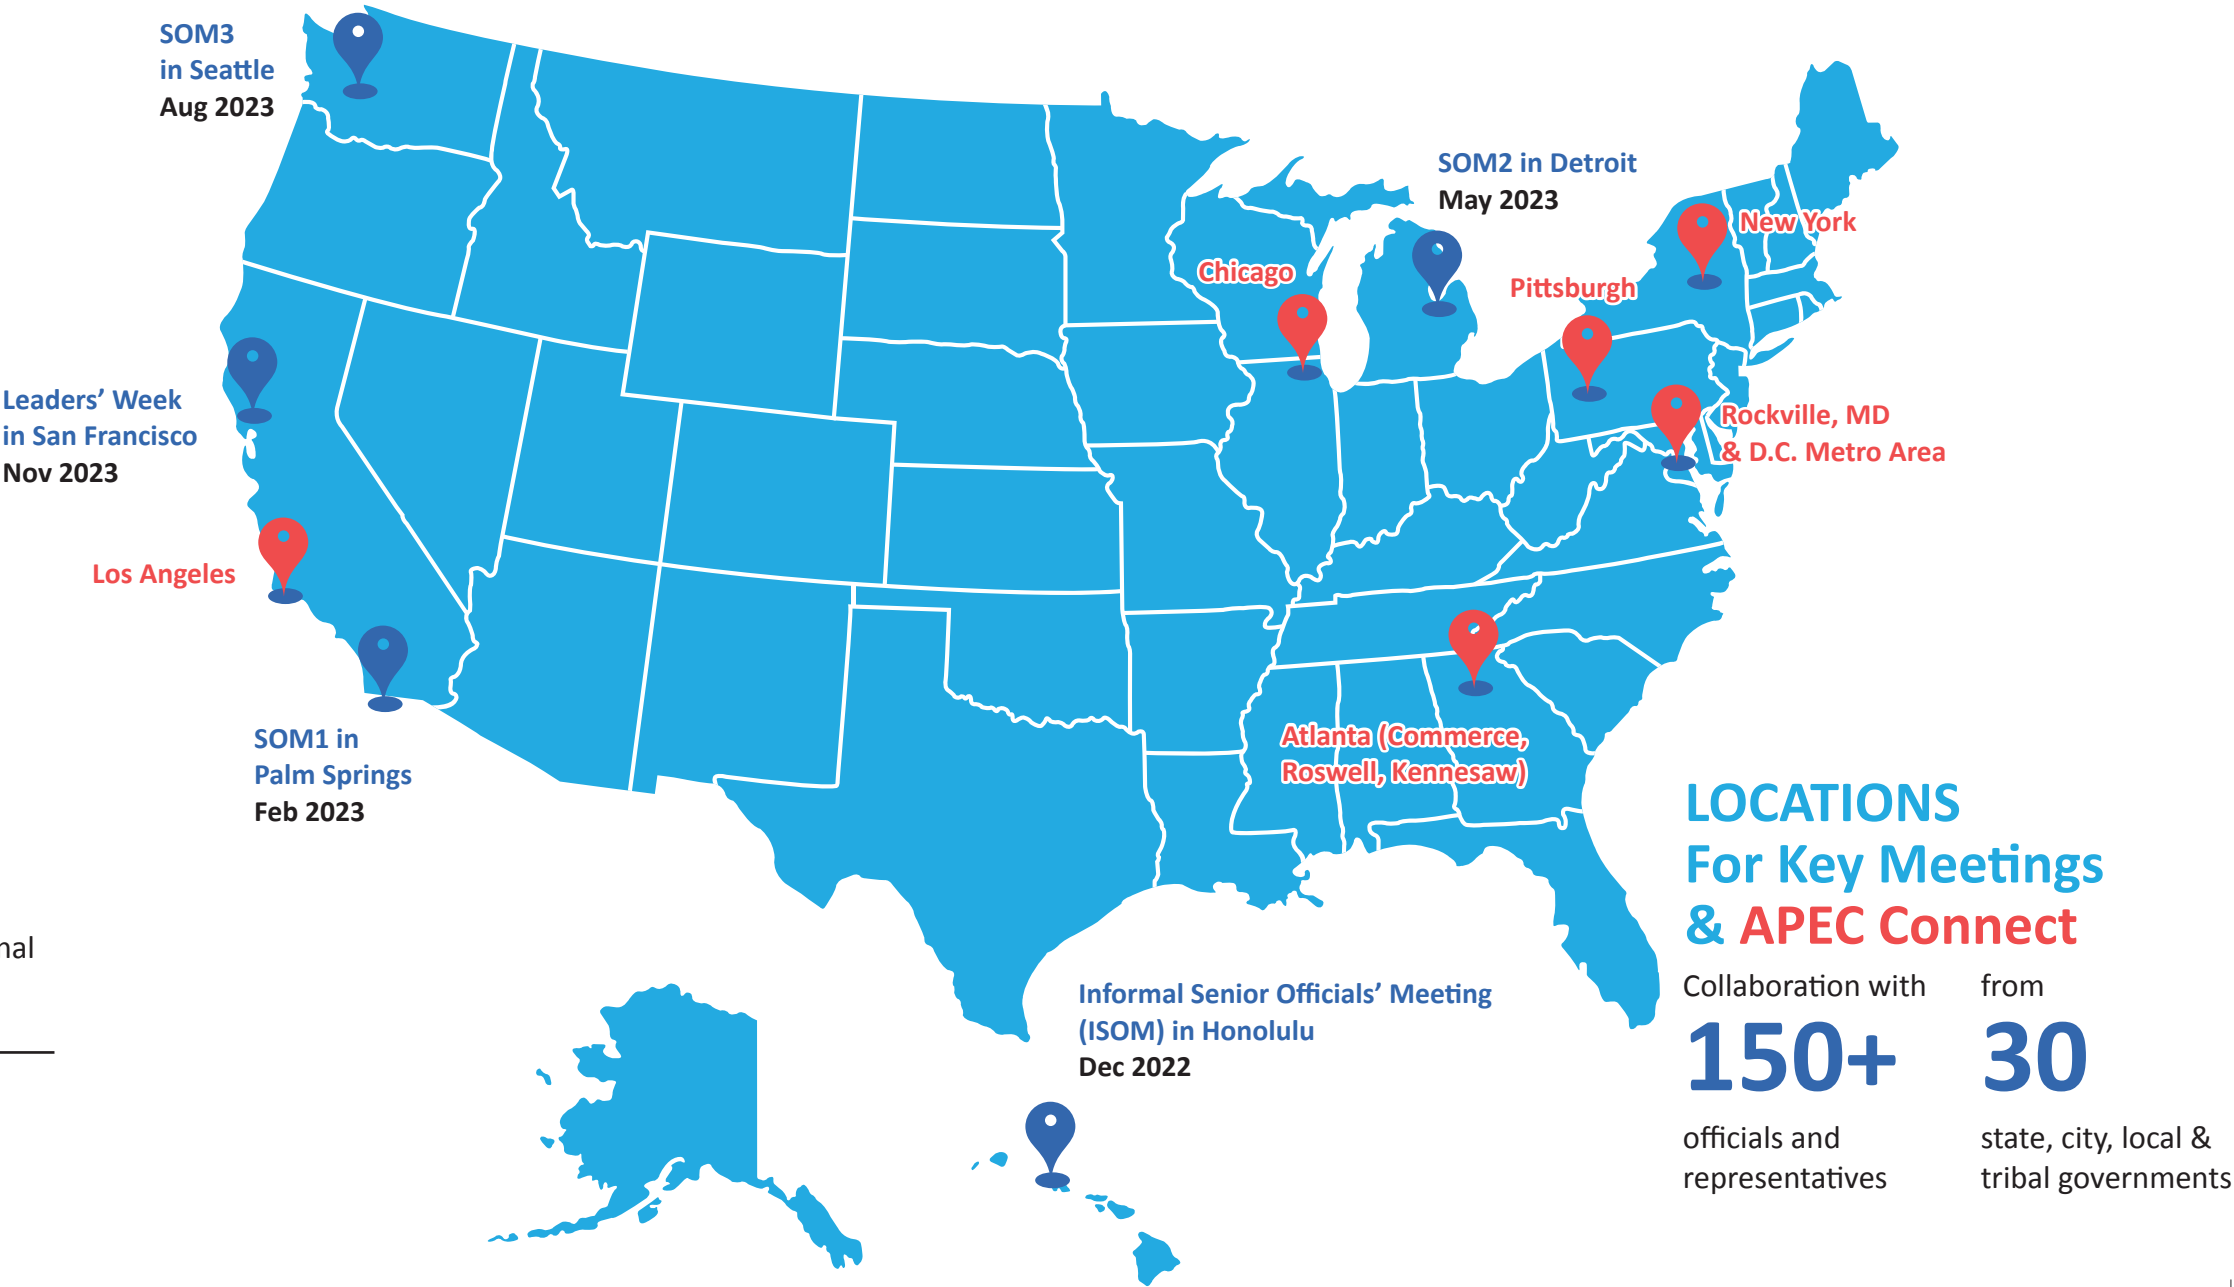 SOM3
in Seattle
Aug 2023
SOM2 in Detroit
May 2023
New York
Chicago
Pittsburgh
Leaders’ Week
in San Francisco
Nov 2023
Rockville, MD
& D.C. Metro Area
Los Angeles
SOM1 in
Palm Springs
Feb 2023
Atlanta (Commerce,
Roswell, Kennesaw)
LOCATIONS
For Key Meetings
& APEC Connect
Collaboration with
150+
officials and
representatives
from
30
state, city, local &
tribal governments
Informal Senior Officials’ Meeting
(ISOM) in Honolulu
Dec 2022